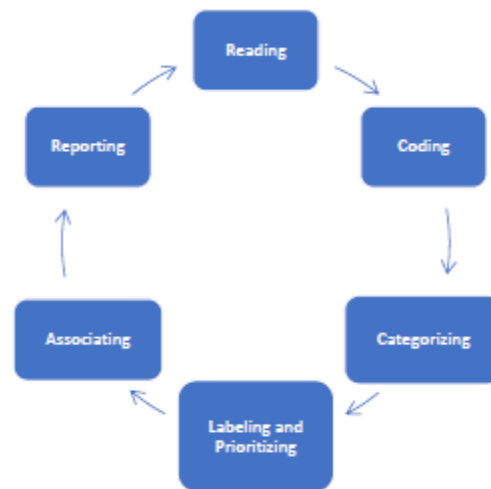 Reading
Coding
Categorizing
Labeling and
Prioritizing
Associating
Reporting